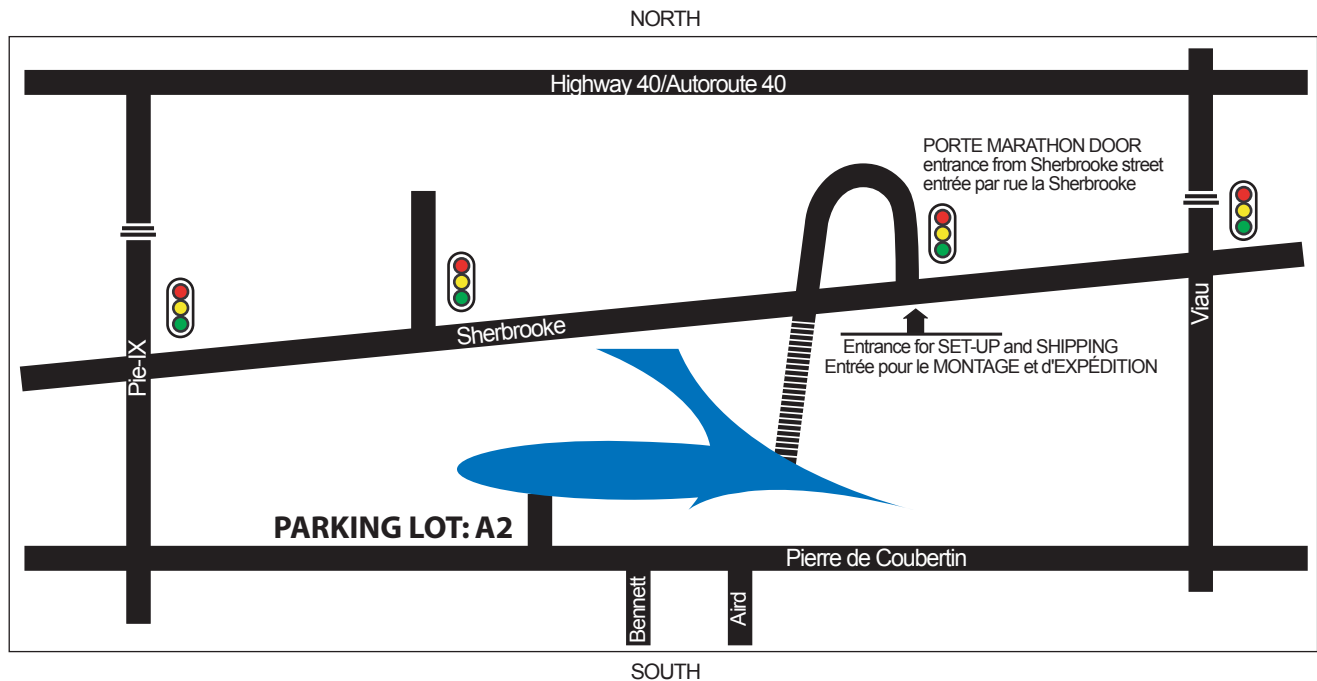 NORTH
Highway 40/Autoroute 40
PORTE MARATHON DOOR
entrance from Sherbrooke street
entrée par rue la Sherbrooke
Viau
Sherbrooke
Pie-IX
Entrance for SET-UP and SHIPPING
Entrée pour le MONTAGE et d'EXPÉDITION
PARKING LOT: A2
Pierre de Coubertin
Bennett
Aird
SOUTH